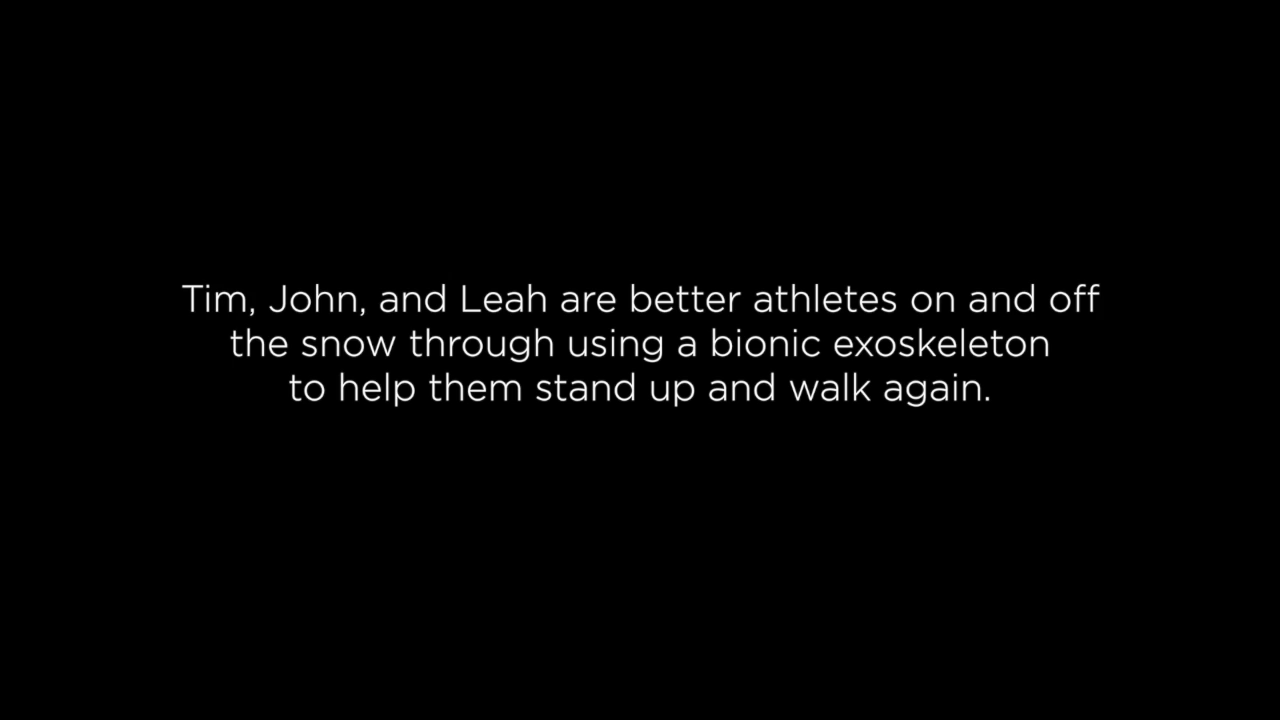 Tim, John, and Leah are better athletes on and off
the snow through using a bionic exoskeleton
to help them stand up and walk again.